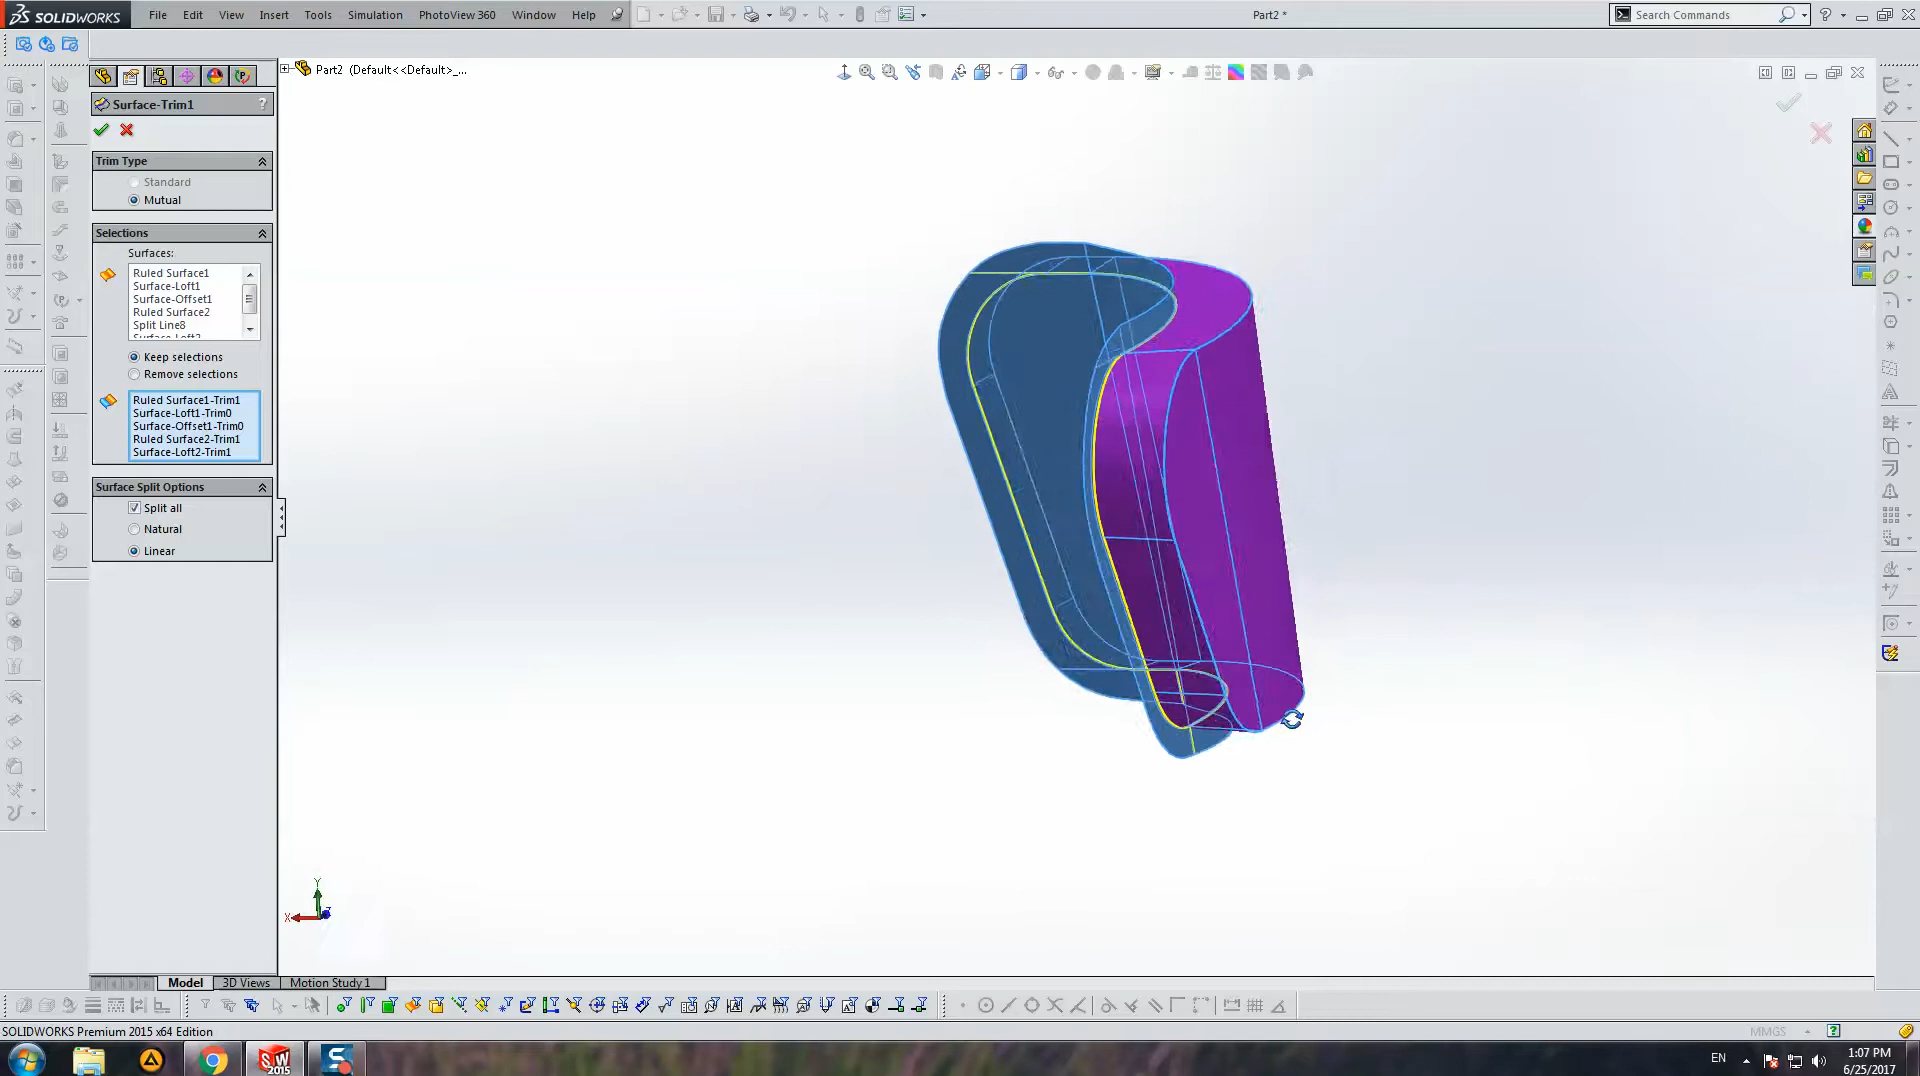 SOLIDWORKS File Edit View Insert Tools Simulation PhotoView 360 Window Help Part2 * Search Commands
Part2 (Default<<Default>_...
Surface-Trim1 ?
Trim Type
Standard
Mutual
Selections
Surfaces:
Ruled Surface1
Surface-Loft1
Surface-Offset1
Ruled Surface2
Split Line8
Keep selections
Remove selections
Ruled Surface1-Trim1
Surface-Loft1-Trim0
Surface-Offset1-Trim0
Ruled Surface2-Trim1
Surface-Loft2-Trim1
Surface Split Options
Split all
Natural
Linear
Y
X
Model 3D Views Motion Study 1
SOLIDWORKS Premium 2015 x64 Edition MMGS
EN 1:07 PM
6/25/2017